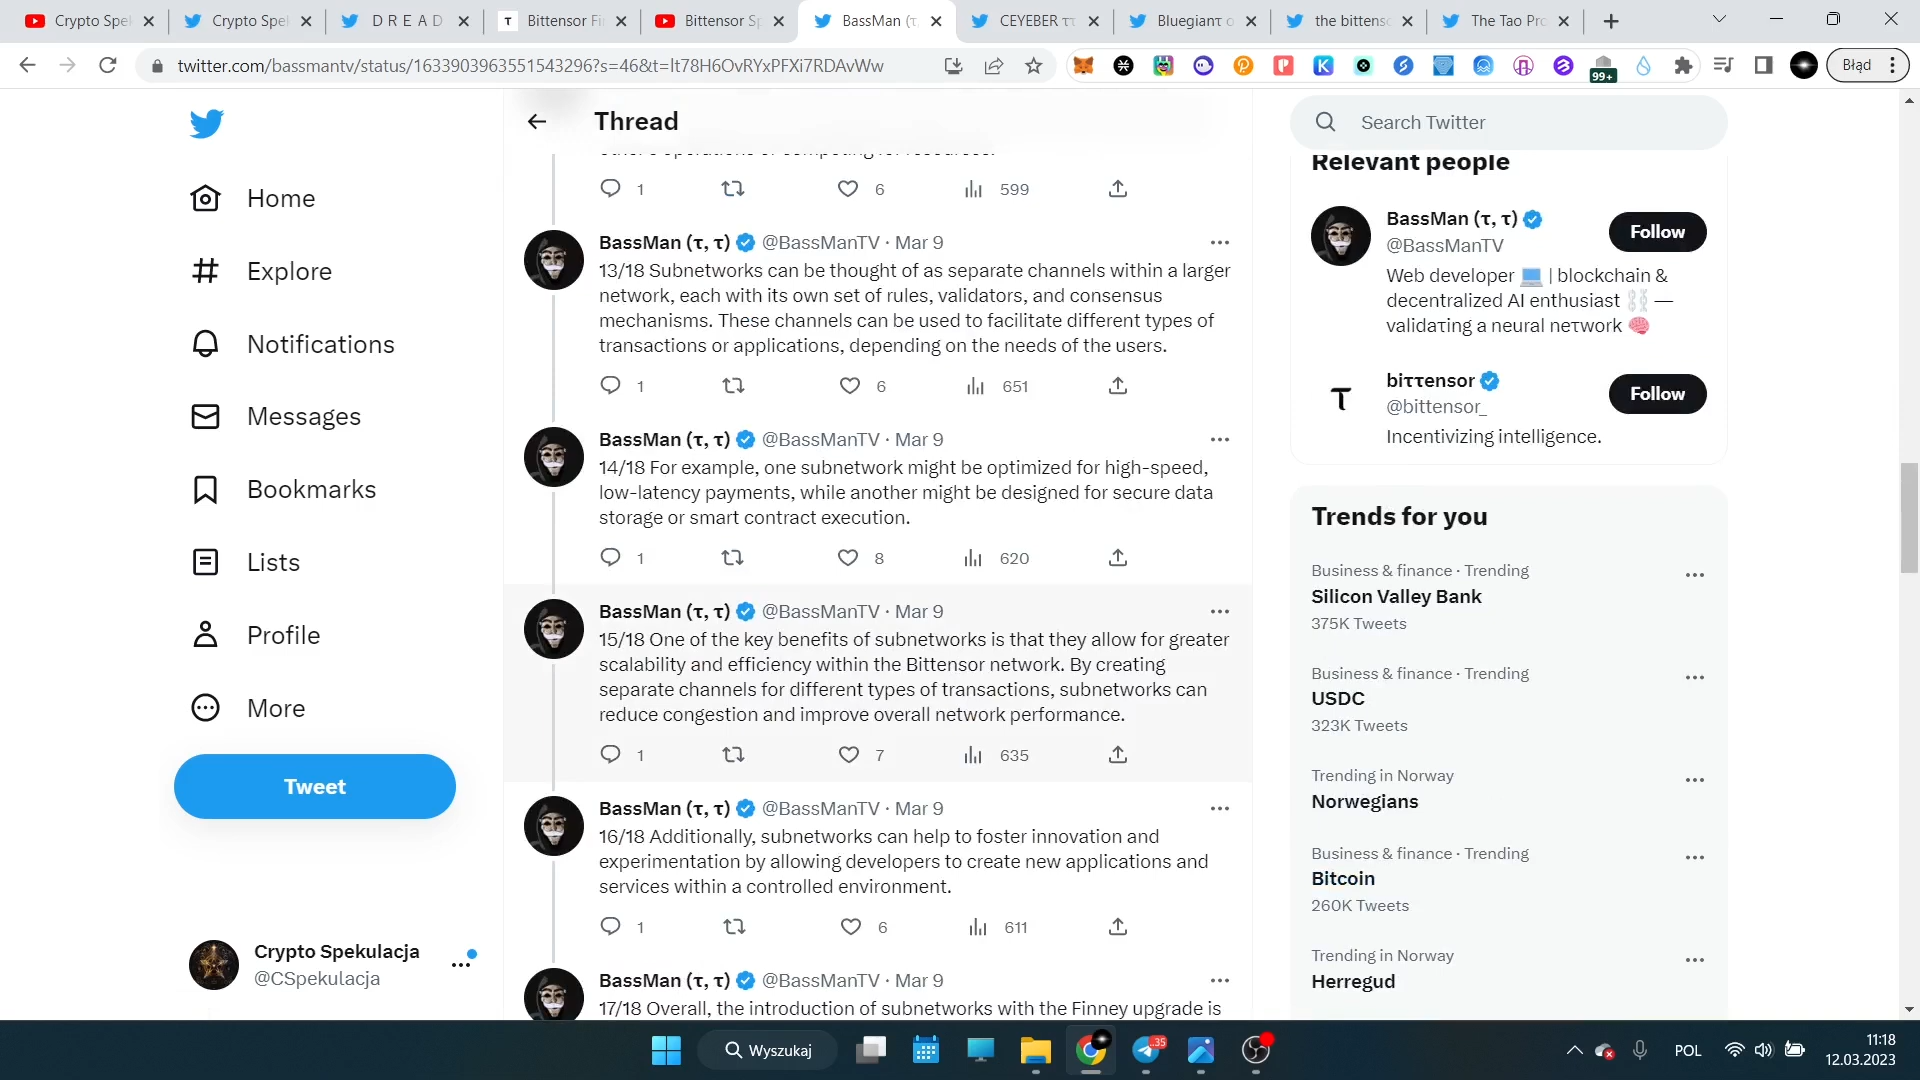 Crypto Spe
Crypto Spe
D R E A D
Bittensor Fi
Bittensor S
BassMan (τ,
CEYEBER ττ
Bluegianτ o
the bittens
The Tao Pro
twitter.com/bassmantv/status/1633903963551543296?s=46&t=It78H6OvRYxPFXi7RDAvWw
99+
Błąd
Home
Explore
Notifications
Messages
Bookmarks
Lists
Profile
More
Tweet
Crypto Spekulacja
@CSpekulacja
Thread
1 6 599
BassMan (τ, τ) @BassManTV · Mar 9
13/18 Subnetworks can be thought of as separate channels within a larger
network, each with its own set of rules, validators, and consensus
mechanisms. These channels can be used to facilitate different types of
transactions or applications, depending on the needs of the users.
1 6 651
BassMan (τ, τ) @BassManTV · Mar 9
14/18 For example, one subnetwork might be optimized for high-speed,
low-latency payments, while another might be designed for secure data
storage or smart contract execution.
1 8 620
BassMan (τ, τ) @BassManTV · Mar 9
15/18 One of the key benefits of subnetworks is that they allow for greater
scalability and efficiency within the Bittensor network. By creating
separate channels for different types of transactions, subnetworks can
reduce congestion and improve overall network performance.
1 7 635
BassMan (τ, τ) @BassManTV · Mar 9
16/18 Additionally, subnetworks can help to foster innovation and
experimentation by allowing developers to create new applications and
services within a controlled environment.
1 6 611
BassMan (τ, τ) @BassManTV · Mar 9
17/18 Overall, the introduction of subnetworks with the Finney upgrade is
Search Twitter
Relevant people
BassMan (τ, τ)
@BassManTV
Follow
Web developer 💻 | blockchain &
decentralized AI enthusiast ⛓️ —
validaτing a neural neτwork 🧠
biττensor
@bittensor_
Follow
Incentivizing intelligence.
Trends for you
Business & finance · Trending
Silicon Valley Bank
375K Tweets
Business & finance · Trending
USDC
323K Tweets
Trending in Norway
Norwegians
Business & finance · Trending
Bitcoin
260K Tweets
Trending in Norway
Herregud
Wyszukaj
35
POL
11:18
12.03.2023